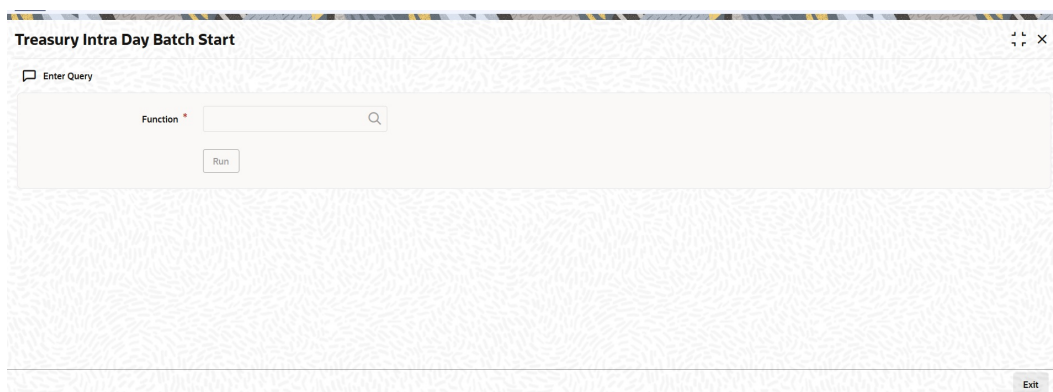 Treasury Intra Day Batch Start
Enter Query
Function *
Run
Exit